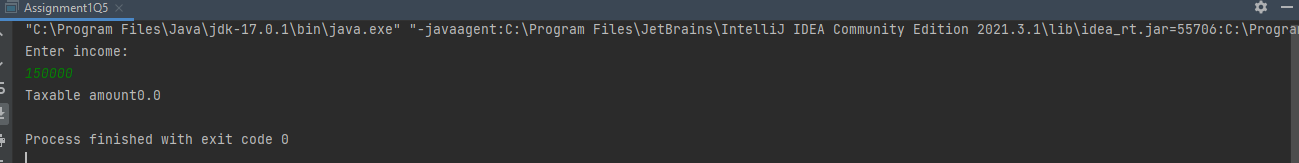 Assignment1Q5
"C:\Program Files\Java\jdk-17.0.1\bin\java.exe" "-javaagent:C:\Program Files\JetBrains\IntelliJ IDEA Community Edition 2021.3.1\lib\idea_rt.jar=55706:C:\Program
Enter income:
150000
Taxable amount0.0
Process finished with exit code 0